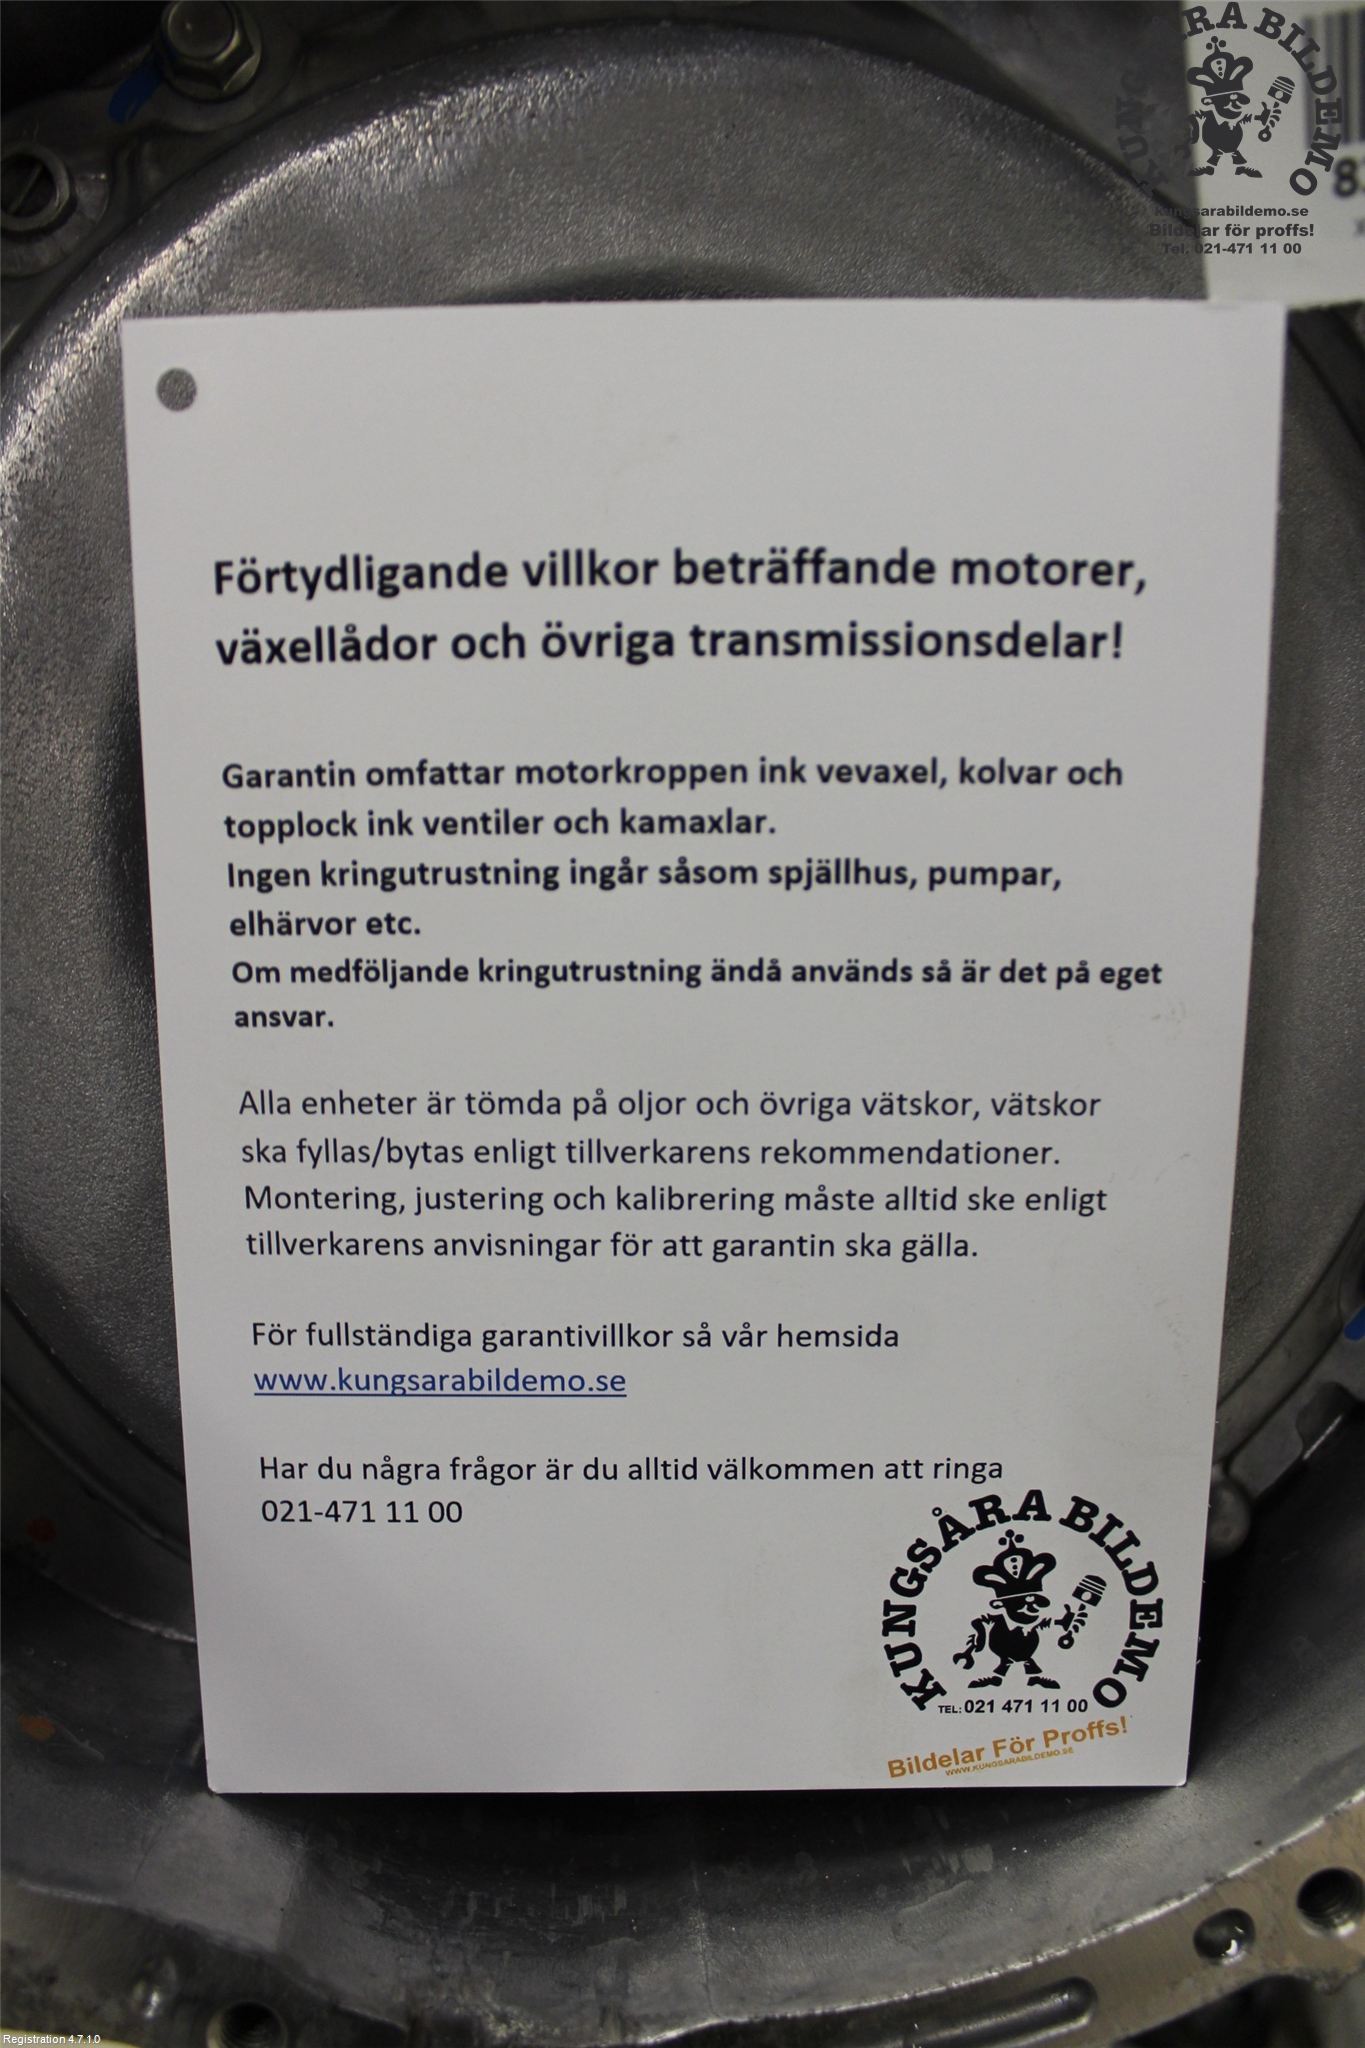 KUNGSÅRA BILDEMO
kungsarabildemo.se
Bildelar för proffs!
Tel. 021-471 11 00
Förtydligande villkor beträffande motorer,
växellådor och övriga transmissionsdelar!
Garantin omfattar motorkroppen ink vevaxel, kolvar och
topplock ink ventiler och kamaxlar.
Ingen kringutrustning ingår såsom spjällhus, pumpar,
elhärvor etc.
Om medföljande kringutrustning ändå används så är det på eget
ansvar.
Alla enheter är tömda på oljor och övriga vätskor, vätskor
ska fyllas/bytas enligt tillverkarens rekommendationer.
Montering, justering och kalibrering måste alltid ske enligt
tillverkarens anvisningar för att garantin ska gälla.
För fullständiga garantivillkor så vår hemsida
www.kungsarabildemo.se
Har du några frågor är du alltid välkommen att ringa
021-471 11 00
KUNGSÅRA BILDEMO
TEL: 021 471 11 00
Bildelar För Proffs!
WWW.KUNGSARABILDEMO.SE
Registration 4.7.1.0